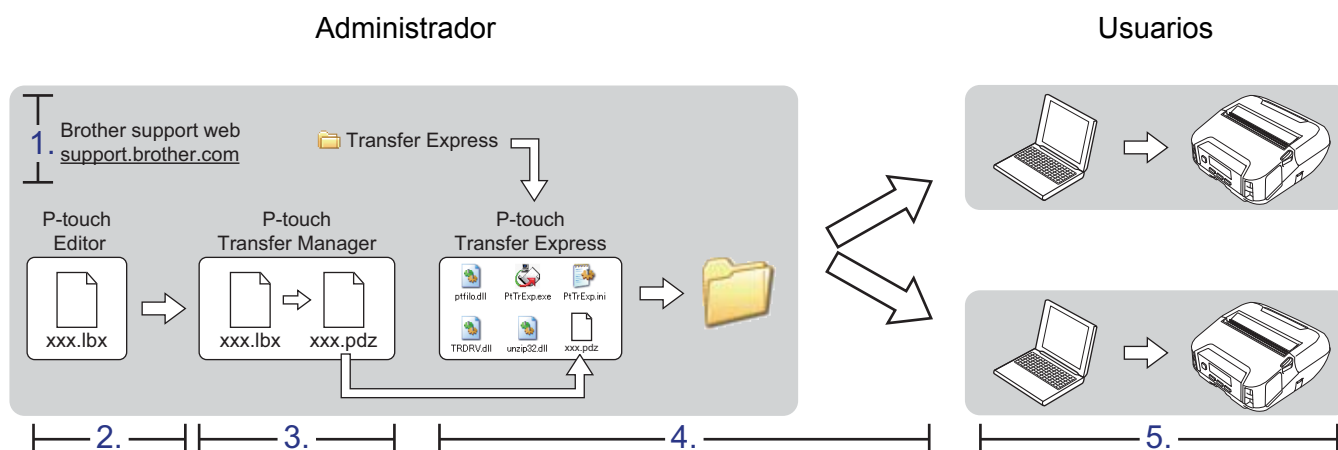 Administrador
Usuarios
1.
Brother support web
support.brother.com
Transfer Express
P-touch
Editor
xxx.lbx
P-touch
Transfer Manager
xxx.lbx
xxx.pdz
P-touch
Transfer Express
ptfilo.dll
PtTrExp.exe
PtTrExp.ini
TRDRV.dll
unzip32.dll
xxx.pdz
2.
3.
4.
5.